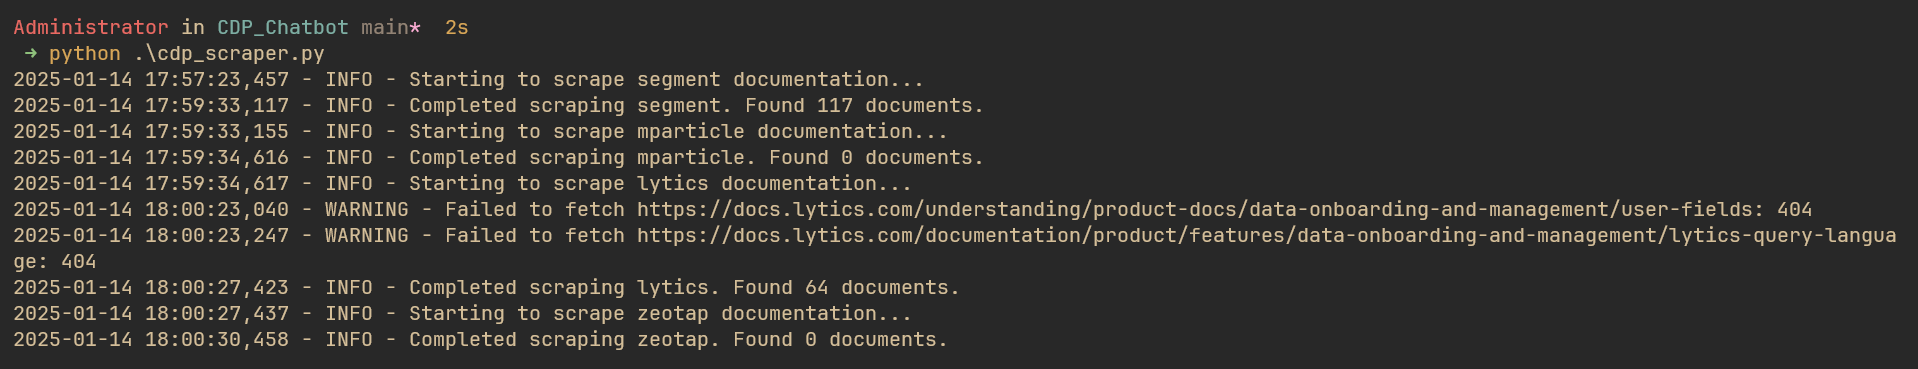 Administrator in CDP_Chatbot main* 2s
→ python .\cdp_scraper.py
2025-01-14 17:57:23,457 - INFO - Starting to scrape segment documentation...
2025-01-14 17:59:33,117 - INFO - Completed scraping segment. Found 117 documents.
2025-01-14 17:59:33,155 - INFO - Starting to scrape mparticle documentation...
2025-01-14 17:59:34,616 - INFO - Completed scraping mparticle. Found 0 documents.
2025-01-14 17:59:34,617 - INFO - Starting to scrape lytics documentation...
2025-01-14 18:00:23,040 - WARNING - Failed to fetch https://docs.lytics.com/understanding/product-docs/data-onboarding-and-management/user-fields: 404
2025-01-14 18:00:23,247 - WARNING - Failed to fetch https://docs.lytics.com/documentation/product/features/data-onboarding-and-management/lytics-query-langua
ge: 404
2025-01-14 18:00:27,423 - INFO - Completed scraping lytics. Found 64 documents.
2025-01-14 18:00:27,437 - INFO - Starting to scrape zeotap documentation...
2025-01-14 18:00:30,458 - INFO - Completed scraping zeotap. Found 0 documents.